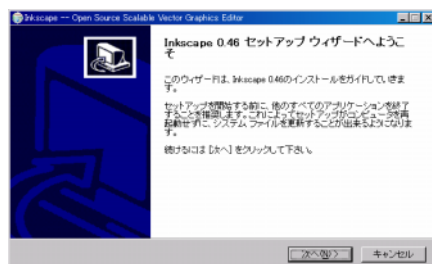 Inkscape -- Open Source Scalable Vector Graphics Editor
Inkscape 0.46 セットアップ ウィザードへようこ
そ
このウィザードは、Inkscape 0.46のインストールをガイドしていきま
す。
セットアップを開始する前に、他のすべてのアプリケーションを終了
することを推奨します。これによってセットアップがコンピュータを再
起動せずに、システム ファイルを更新することが出来るようになりま
す。
続けるには [次へ] をクリックして下さい。
次へ(N) >
キャンセル